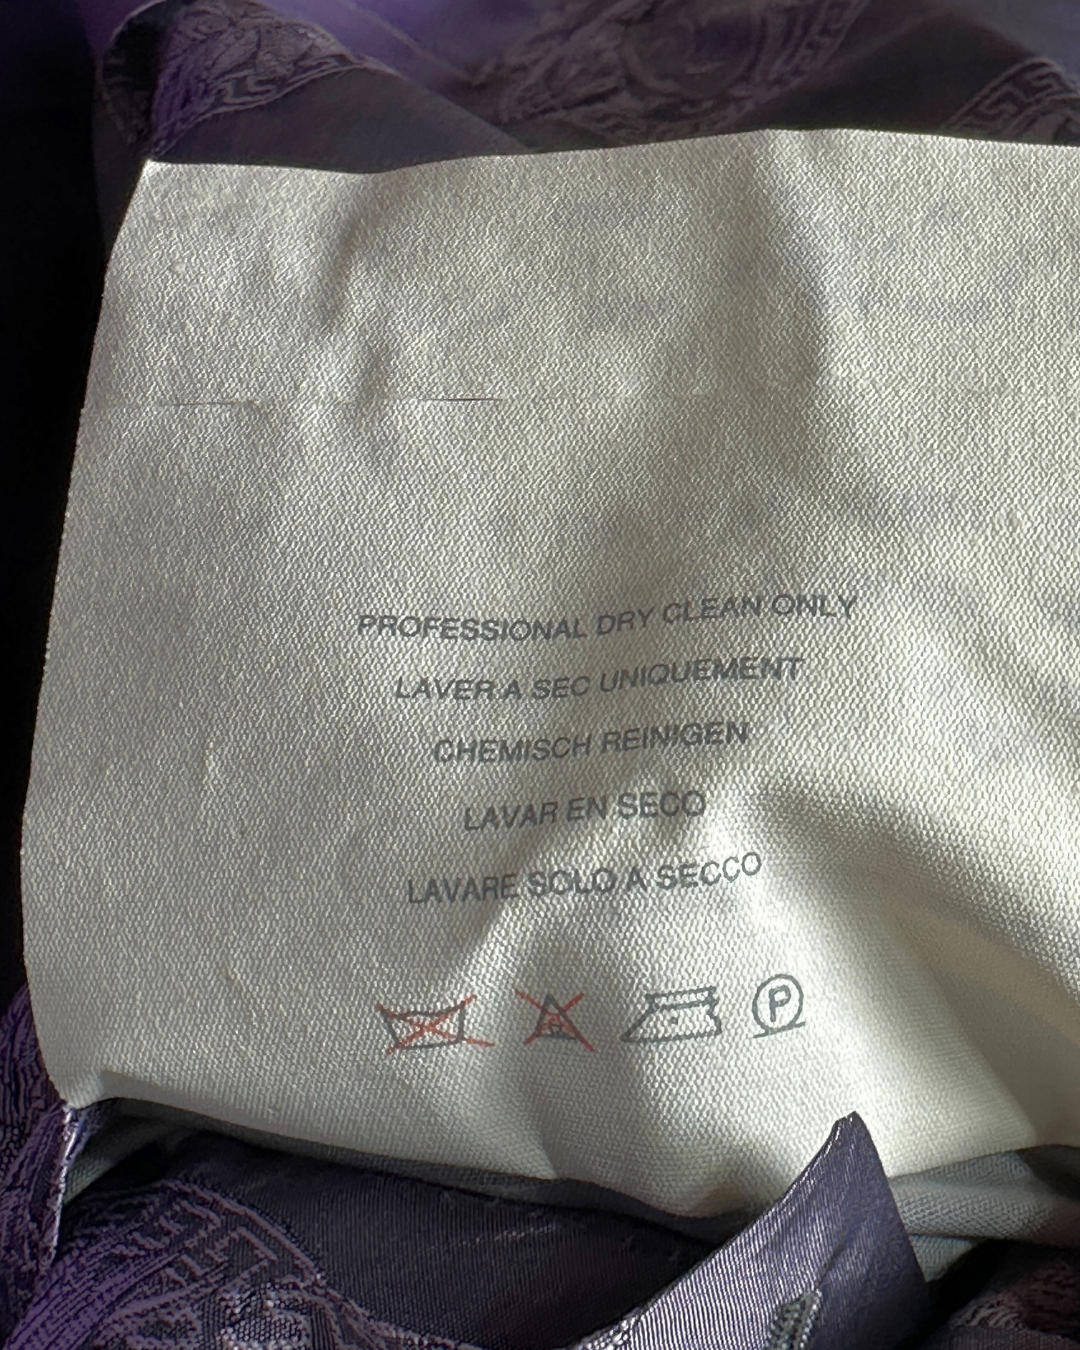 PROFESSIONAL DRY CLEAN ONLY
LAVER A SEC UNIQUEMENT
CHEMISCH REINIGEN
LAVAR EN SECO
LAVARE SOLO A SECCO
P